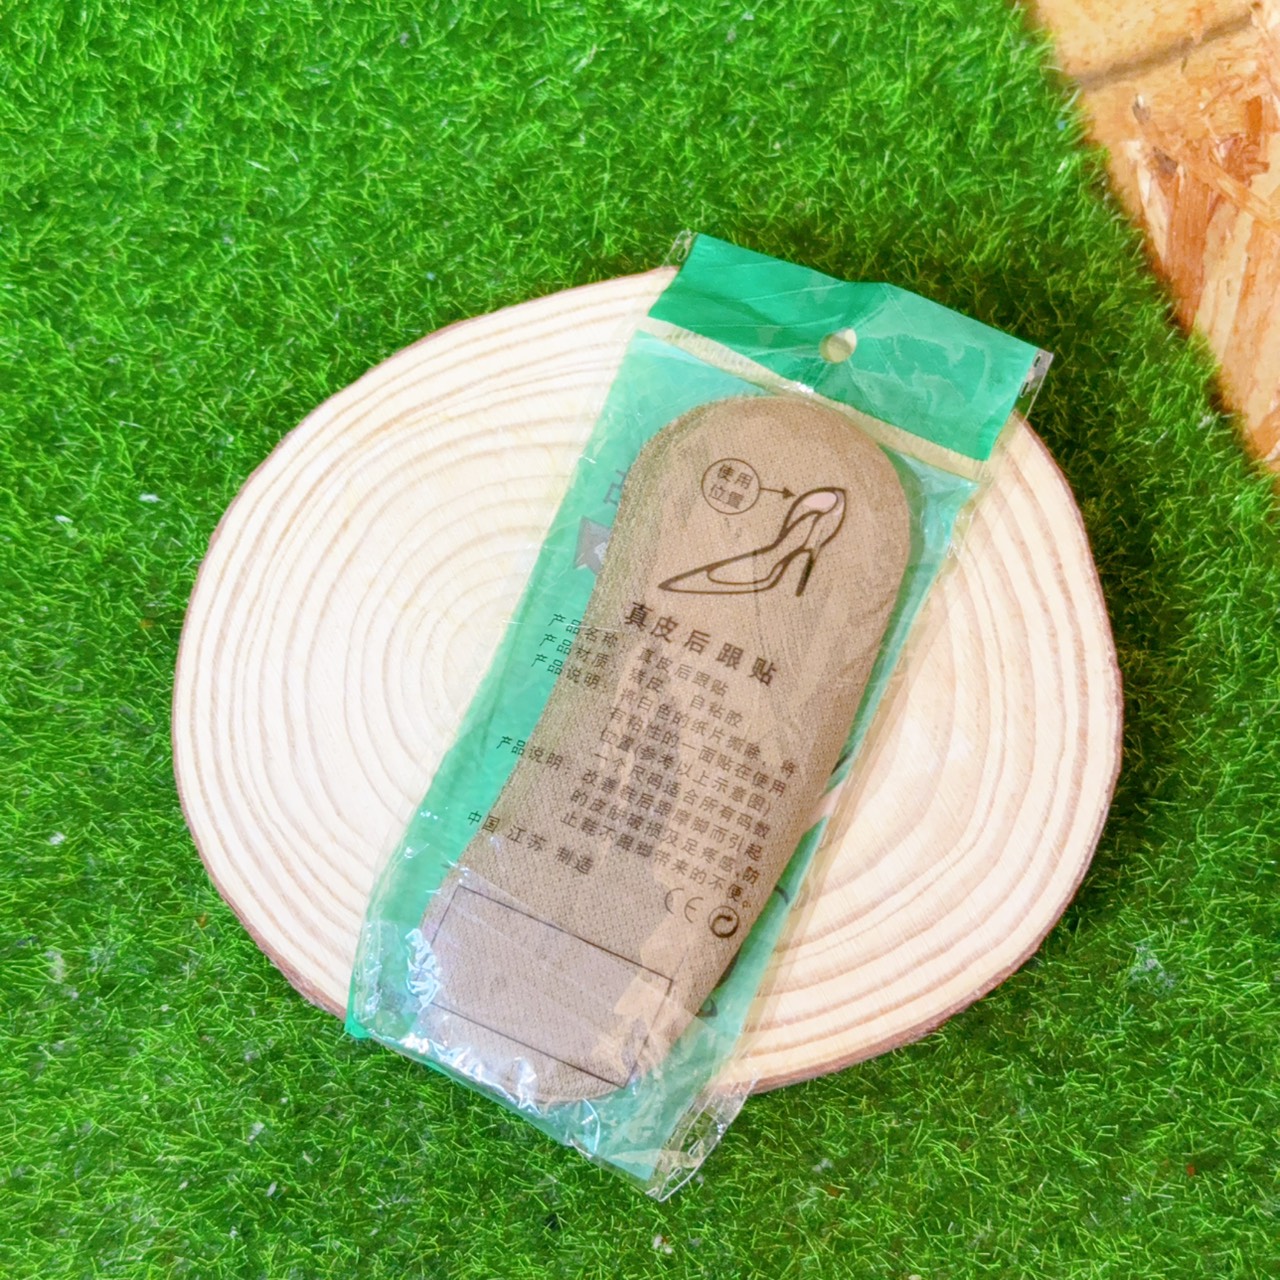 使用
位置
真皮后跟贴
产品名称：真皮后跟贴
产品材质：猪皮、自粘胶
产品说明：将白色的纸片撕除，将
有粘性的一面贴在使用
位置(参考以上示意图)
一个尺码适合所有码数
产品说明：改善鞋后跟磨脚而引起
的皮肤破损及足疼感,防
止鞋不跟脚带来的不便。
中国 江苏 制造
CE